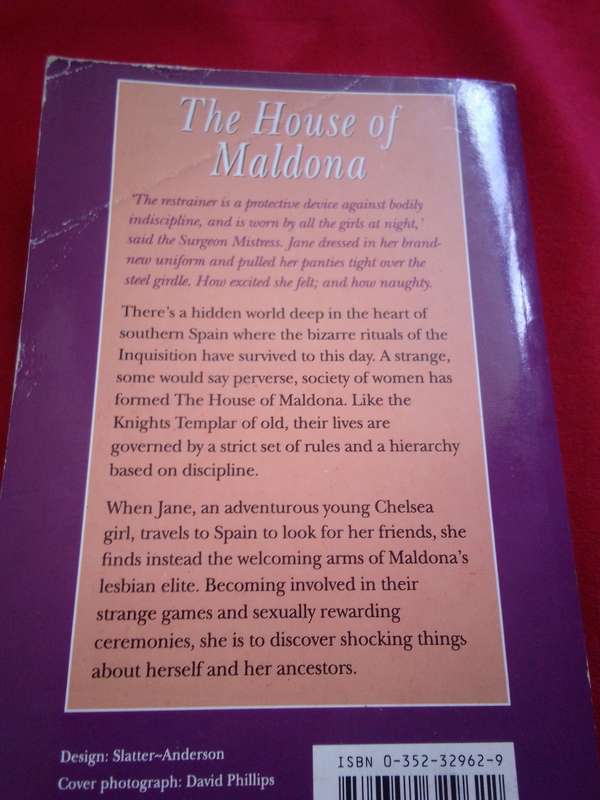 The House of
Maldona
'The restrainer is a protective device against bodily
indiscipline, and is worn by all the girls at night,'
said the Surgeon Mistress. Jane dressed in her brand-
new uniform and pulled her panties tight over the
steel girdle. How excited she felt; and how naughty.
There's a hidden world deep in the heart of
southern Spain where the bizarre rituals of the
Inquisition have survived to this day. A strange,
some would say perverse, society of women has
formed The House of Maldona. Like the
Knights Templar of old, their lives are
governed by a strict set of rules and a hierarchy
based on discipline.
When Jane, an adventurous young Chelsea
girl, travels to Spain to look for her friends, she
finds instead the welcoming arms of Maldona's
lesbian elite. Becoming involved in their
strange games and sexually rewarding
ceremonies, she is to discover shocking things
about herself and her ancestors.
Design: Slatter~Anderson
Cover photograph: David Phillips
ISBN 0-352-32962-9